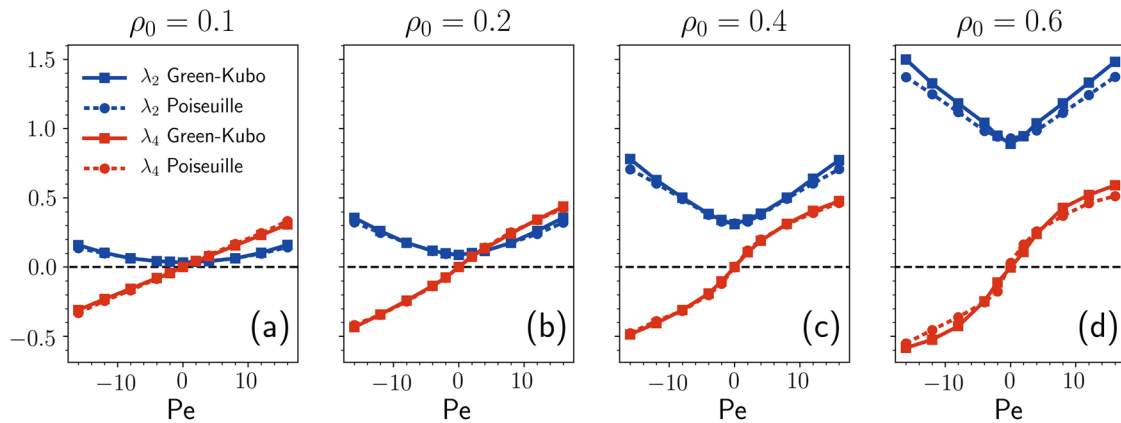 ρ₀ = 0.1
ρ₀ = 0.2
ρ₀ = 0.4
ρ₀ = 0.6
1.5
1.0
0.5
0.0
−0.5
λ₂ Green-Kubo
λ₂ Poiseuille
λ₄ Green-Kubo
λ₄ Poiseuille
(a)
(b)
(c)
(d)
−10 0 10
−10 0 10
−10 0 10
−10 0 10
Pe
Pe
Pe
Pe